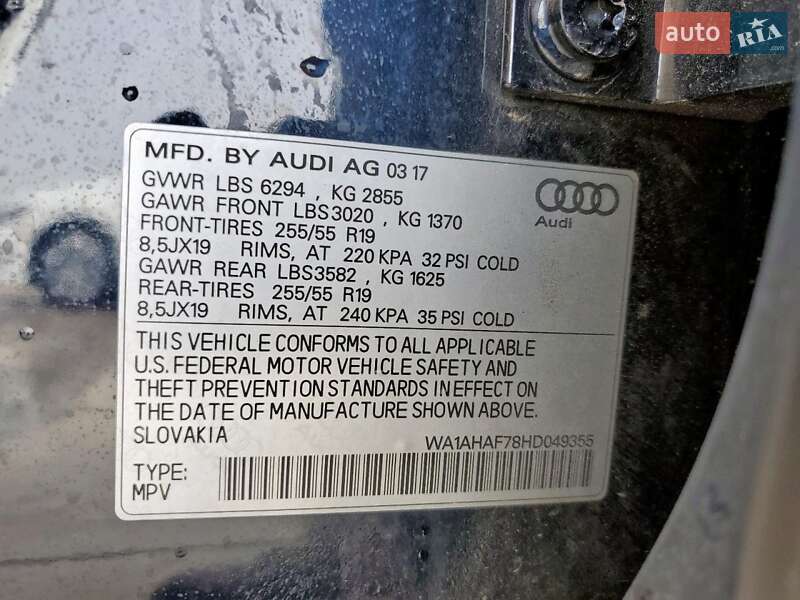 auto RIA
.com
MFD. BY AUDI AG 03 17
GVWR LBS 6294 , KG 2855
GAWR FRONT LBS3020 , KG 1370
FRONT-TIRES 255/55 R19
8,5JX19 RIMS, AT 220 KPA 32 PSI COLD
GAWR REAR LBS3582 , KG 1625
REAR-TIRES 255/55 R19
8,5JX19 RIMS, AT 240 KPA 35 PSI COLD
Audi
THIS VEHICLE CONFORMS TO ALL APPLICABLE
U.S. FEDERAL MOTOR VEHICLE SAFETY AND
THEFT PREVENTION STANDARDS IN EFFECT ON
THE DATE OF MANUFACTURE SHOWN ABOVE.
SLOVAKIA WA1AHAF78HD049355
TYPE:
MPV